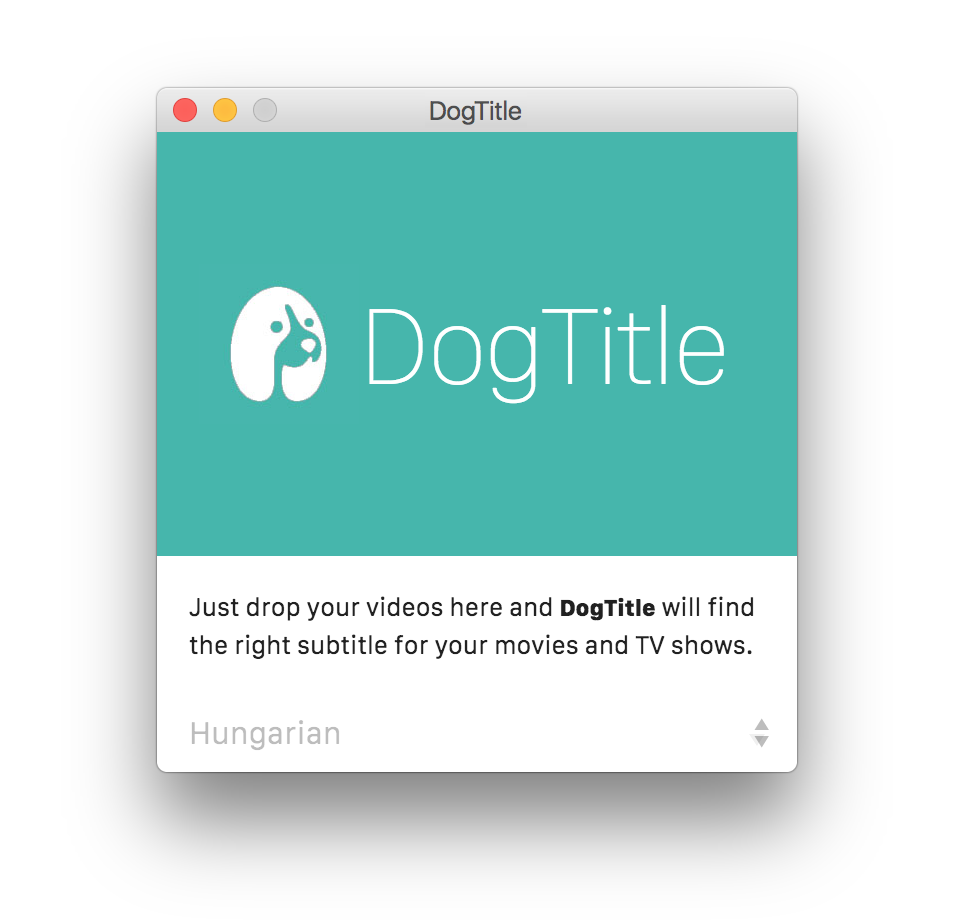 DogTitle
DogTitle
Just drop your videos here and DogTitle will find
the right subtitle for your movies and TV shows.
Hungarian